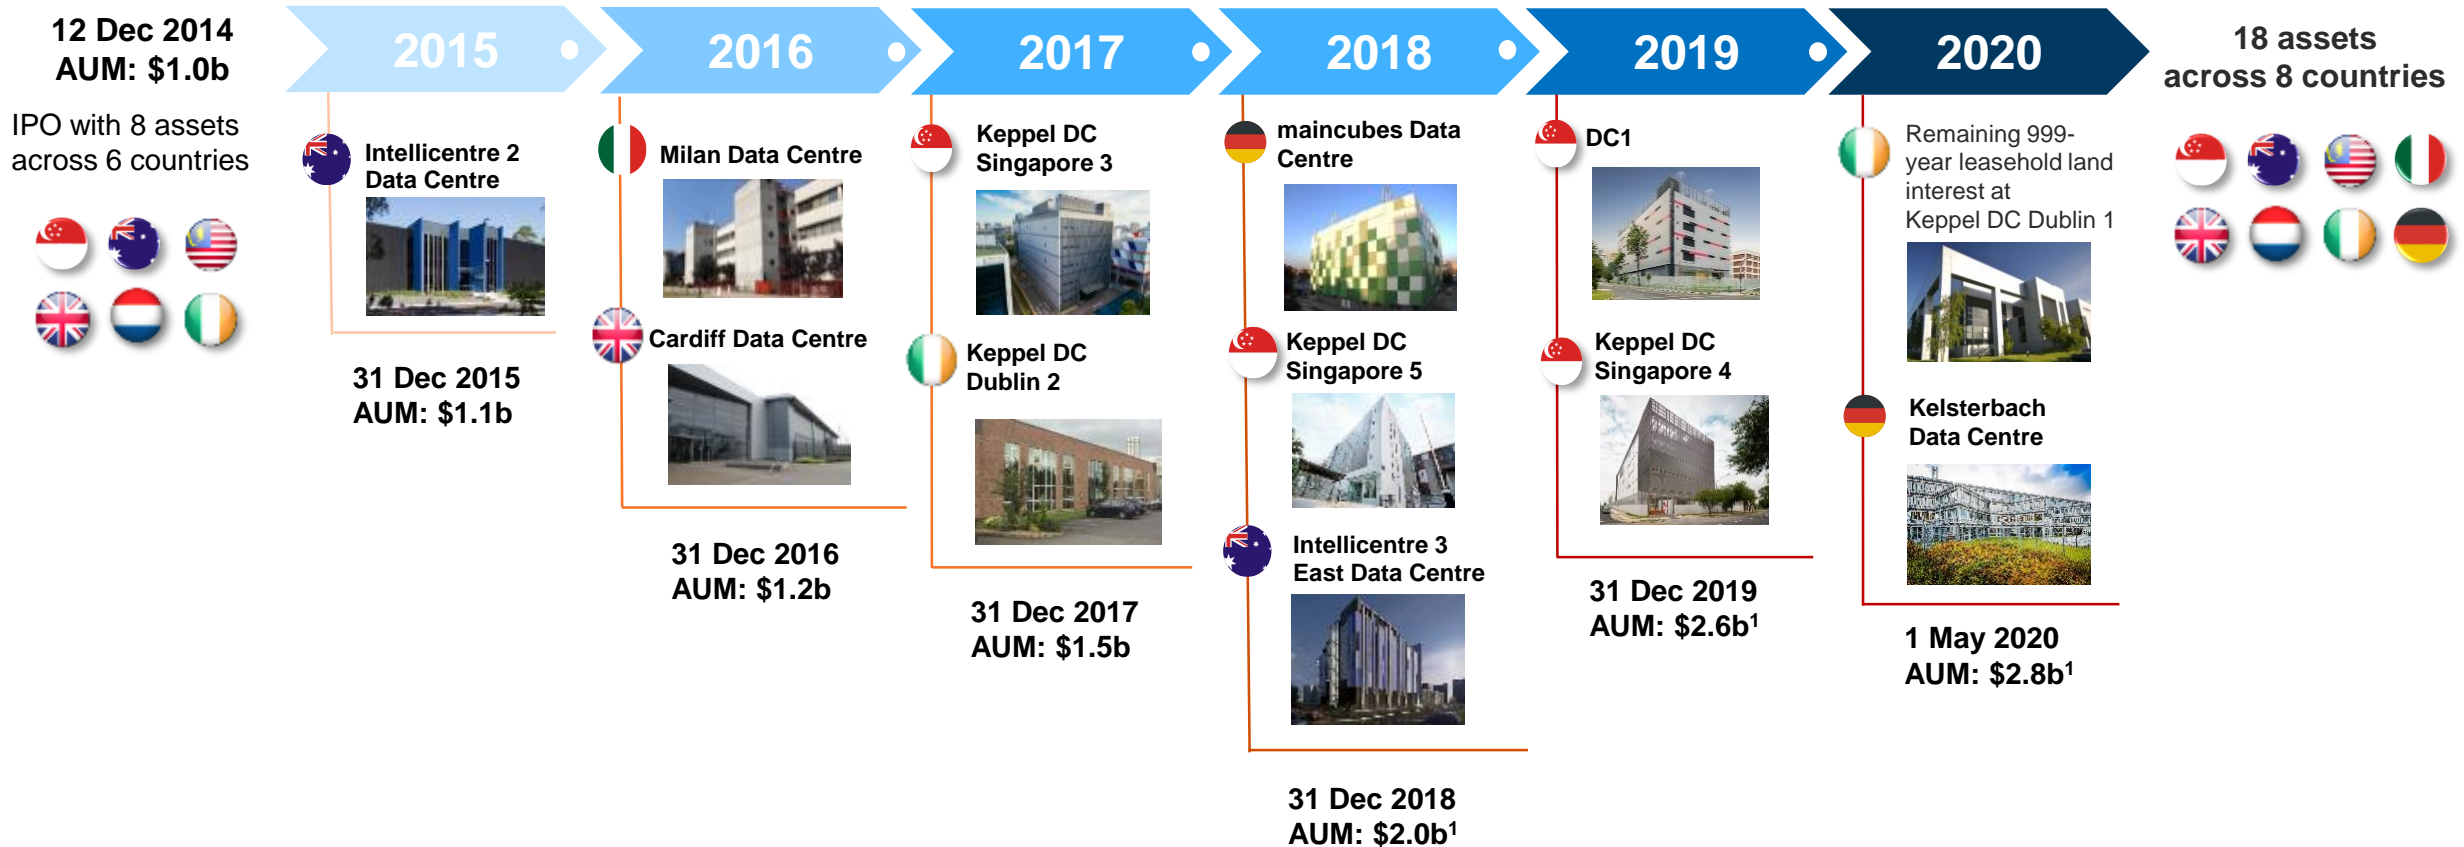 12 Dec 2014
AUM: $1.0b
IPO with 8 assets
across 6 countries
2015
Intellicentre 2
Data Centre
31 Dec 2015
AUM: $1.1b
2016
Milan Data Centre
Cardiff Data Centre
31 Dec 2016
AUM: $1.2b
2017
Keppel DC
Singapore 3
Keppel DC
Dublin 2
31 Dec 2017
AUM: $1.5b
2018
maincubes Data
Centre
Keppel DC
Singapore 5
Intellicentre 3
East Data Centre
31 Dec 2018
AUM: $2.0b¹
2019
DC1
Keppel DC
Singapore 4
31 Dec 2019
AUM: $2.6b¹
2020
Remaining 999-
year leasehold land
interest at
Keppel DC Dublin 1
Kelsterbach
Data Centre
1 May 2020
AUM: $2.8b¹
18 assets
across 8 countries